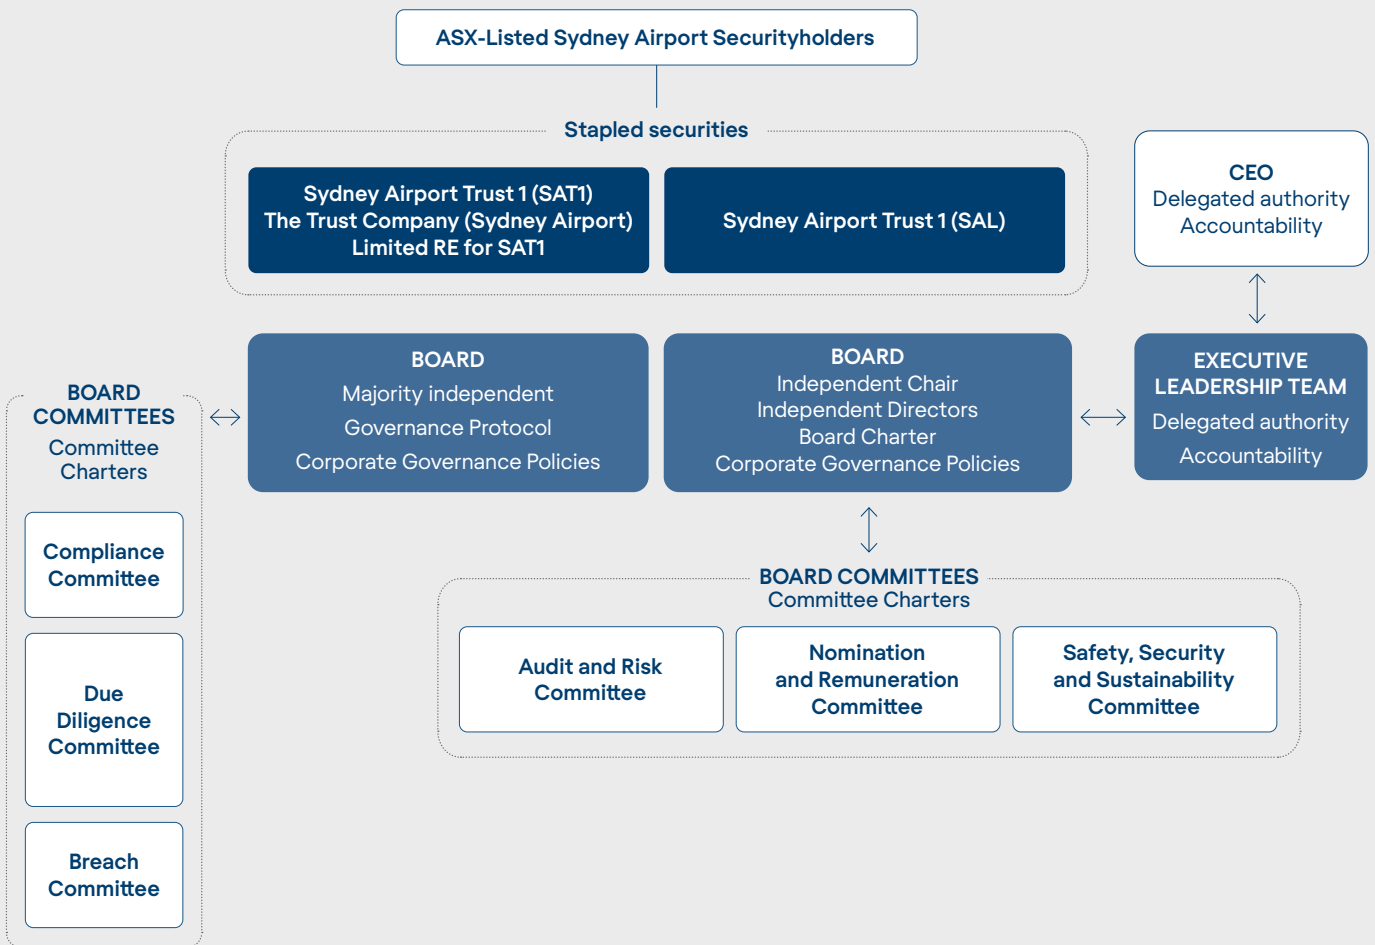 ASX-Listed Sydney Airport Securityholders
Stapled securities
Sydney Airport Trust 1 (SAT1)
The Trust Company (Sydney Airport)
Limited RE for SAT1
Sydney Airport Trust 1 (SAL)
CEO
Delegated authority
Accountability
BOARD
COMMITTEES
Committee
Charters
Compliance
Committee
Due
Diligence
Committee
Breach
Committee
BOARD
Majority independent
Governance Protocol
Corporate Governance Policies
BOARD
Independent Chair
Independent Directors
Board Charter
Corporate Governance Policies
EXECUTIVE
LEADERSHIP TEAM
Delegated authority
Accountability
BOARD COMMITTEES
Committee Charters
Audit and Risk
Committee
Nomination
and Remuneration
Committee
Safety, Security
and Sustainability
Committee